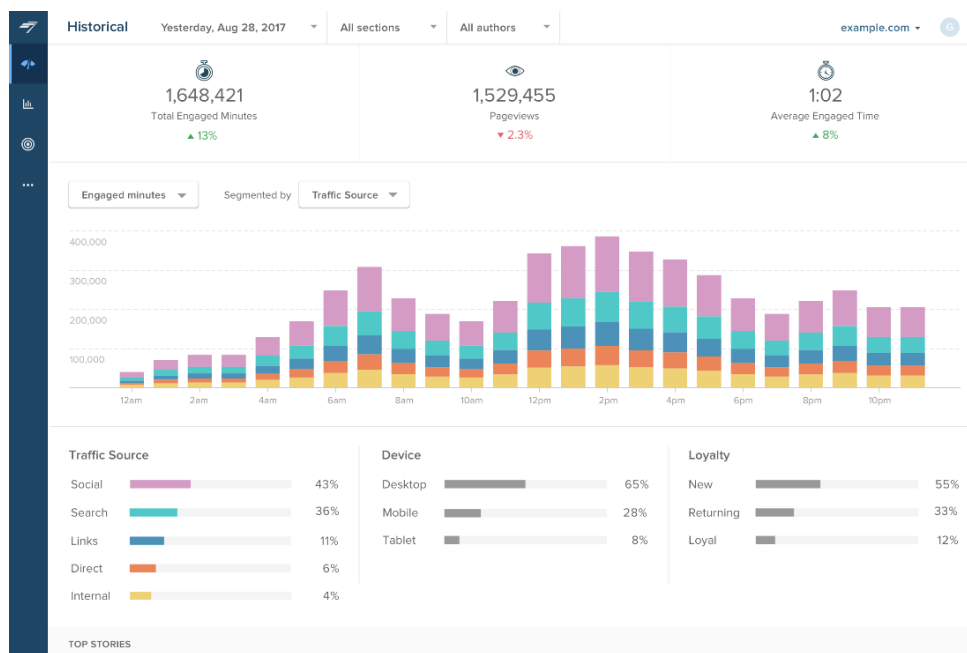 Historical Yesterday, Aug 28, 2017 All sections All authors example.com G
1,648,421 1,529,455 1:02
Total Engaged Minutes Pageviews Average Engaged Time
▲ 13% ▼ 2.3% ▲ 8%
Engaged minutes Segmented by Traffic Source
400,000
300,000
200,000
100,000
12am 2am 4am 6am 8am 10am 12pm 2pm 4pm 6pm 8pm 10pm
Traffic Source
Social 43%
Search 36%
Links 11%
Direct 6%
Internal 4%
Device
Desktop 65%
Mobile 28%
Tablet 8%
Loyalty
New 55%
Returning 33%
Loyal 12%
TOP STORIES